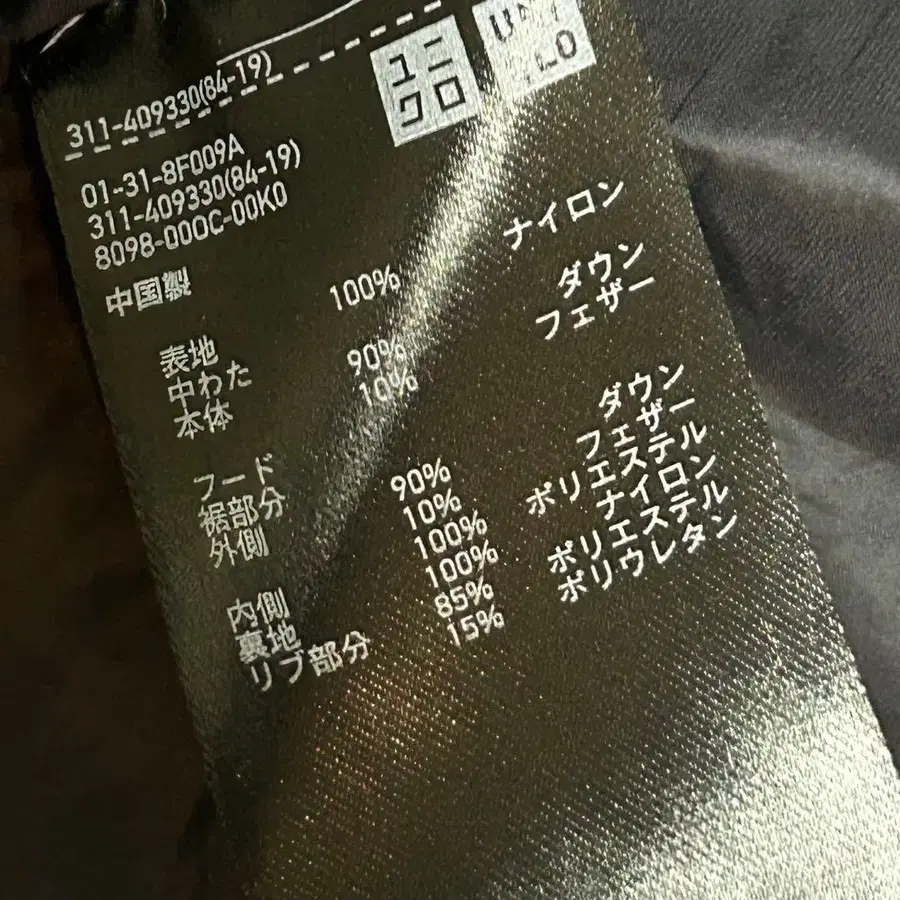 311-409330(84-19)
ユニ
クロ
01-31-8F009A
311-409330(84-19)
8098-000C-00K0
中国製
表地 100% ナイロン
中わた
本体 90% ダウン
10% フェザー
フード
裾部分
外側 90% ダウン
10% フェザー
内側 100% ポリエステル
裏地 100% ナイロン
リブ部分 85% ポリエステル
15% ポリウレタン